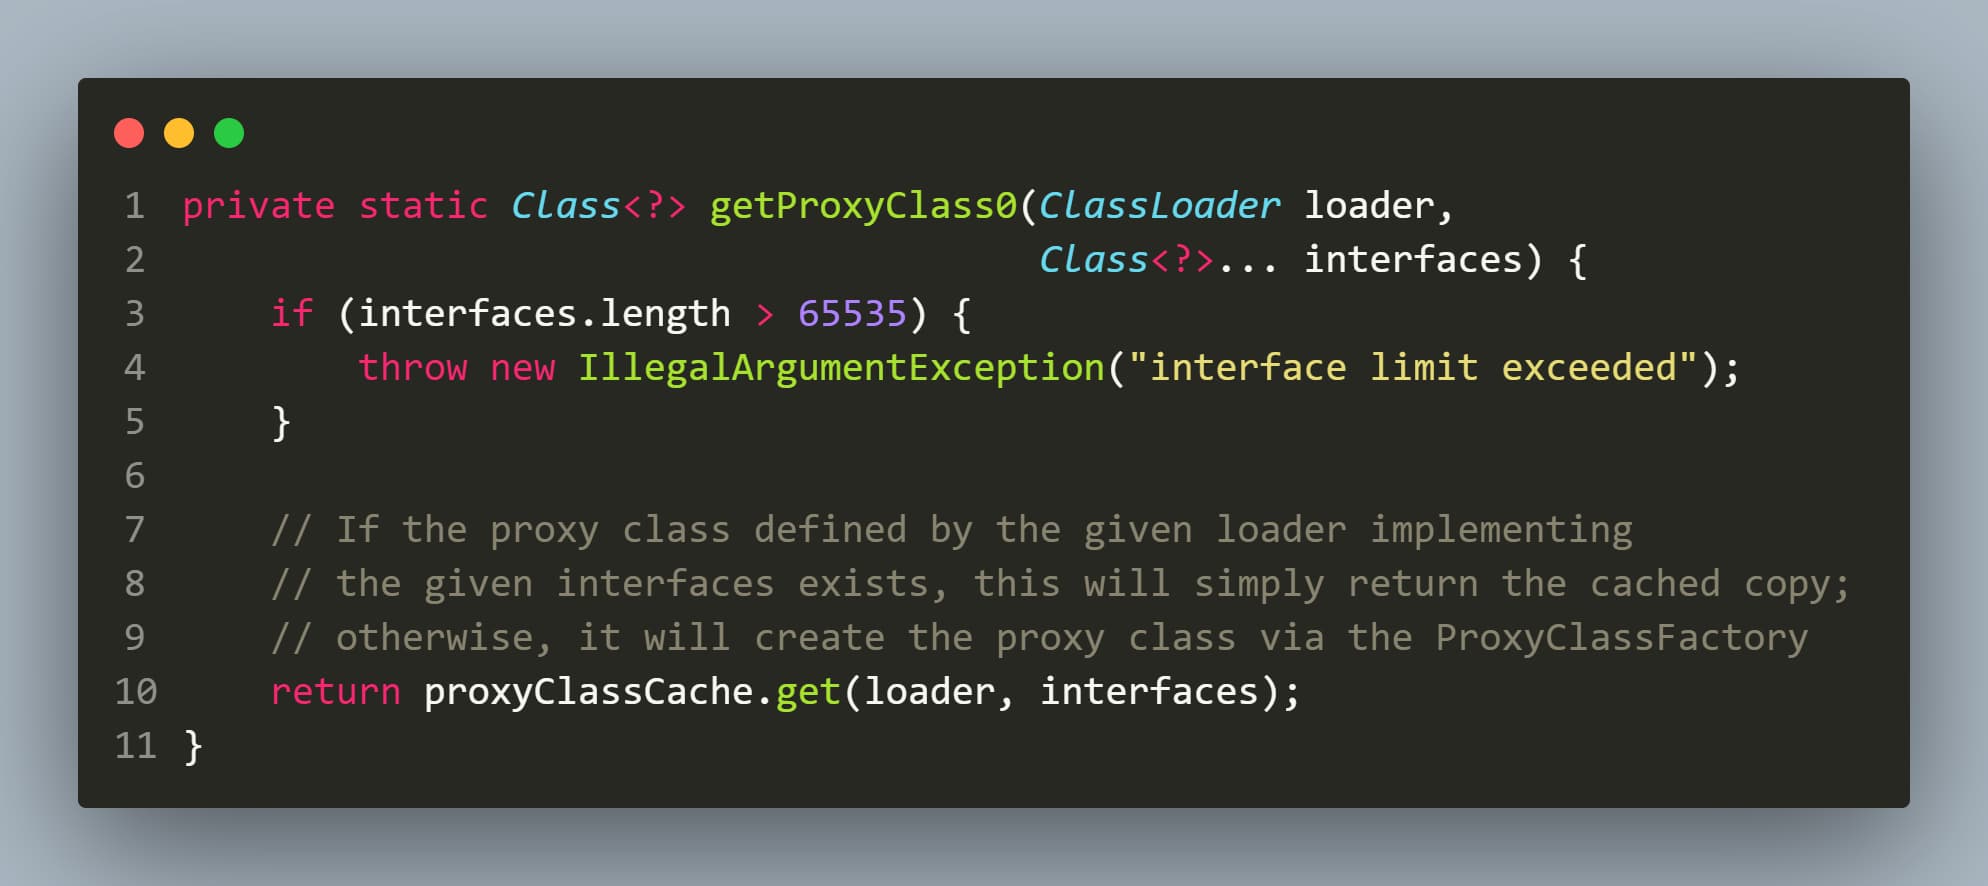 1 private static Class<?> getProxyClass0(ClassLoader loader,
2                                        Class<?>... interfaces) {
3     if (interfaces.length > 65535) {
4         throw new IllegalArgumentException("interface limit exceeded");
5     }
6
7     // If the proxy class defined by the given loader implementing
8     // the given interfaces exists, this will simply return the cached copy;
9     // otherwise, it will create the proxy class via the ProxyClassFactory
10     return proxyClassCache.get(loader, interfaces);
11 }